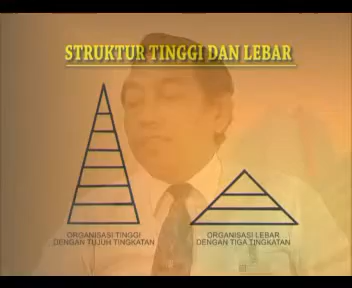 STRUKTUR TINGGI DAN LEBAR
ORGANISASI TINGGI
DENGAN TUJUH TINGKATAN
ORGANISASI LEBAR
DENGAN TIGA TINGKATAN